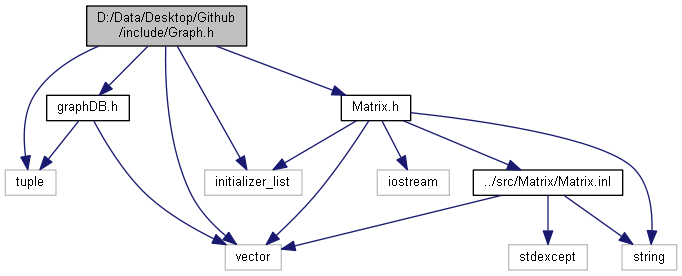 D:/Data/Desktop/Github
/include/Graph.h
graphDB.h
Matrix.h
tuple
initializer_list
iostream
../src/Matrix/Matrix.inl
vector
stdexcept
string